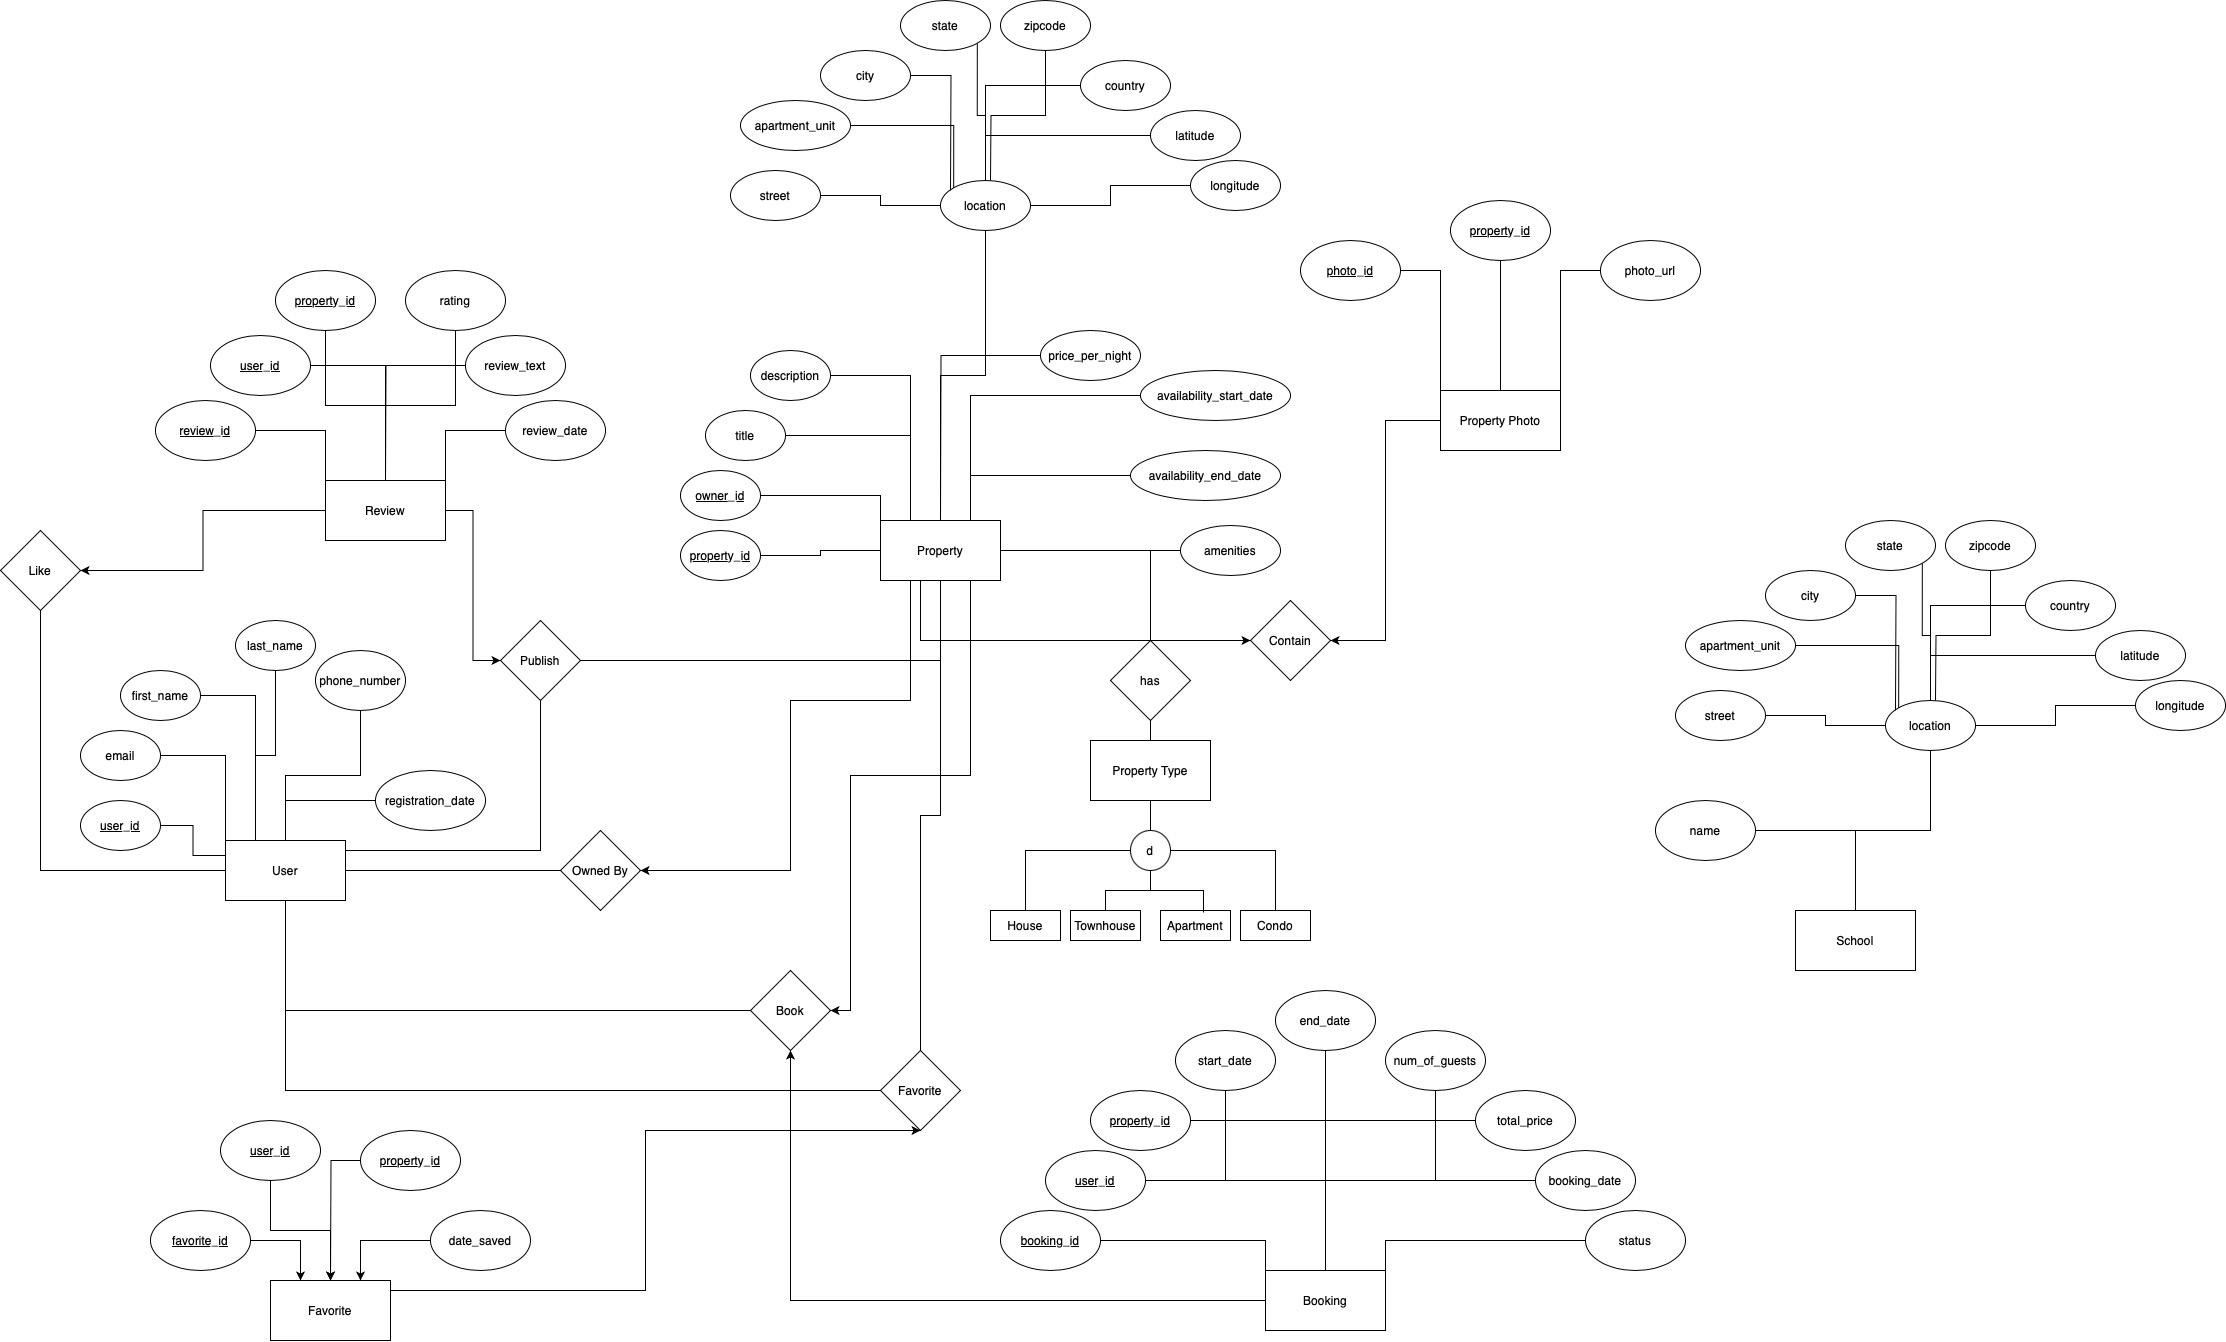 state
zipcode
city
country
apartment_unit
latitude
street
longitude
location
property_id
photo_id
photo_url
Property Photo
property_id
rating
user_id
review_text
review_id
review_date
Review
price_per_night
description
availability_start_date
title
availability_end_date
owner_id
property_id
Property
amenities
Like
Publish
Contain
has
last_name
phone_number
first_name
email
registration_date
user_id
User
Owned By
Property Type
d
House
Townhouse
Apartment
Condo
state
zipcode
city
country
apartment_unit
latitude
street
longitude
location
name
School
Book
Favorite
end_date
start_date
num_of_guests
property_id
total_price
user_id
booking_date
booking_id
status
Booking
user_id
property_id
favorite_id
date_saved
Favorite